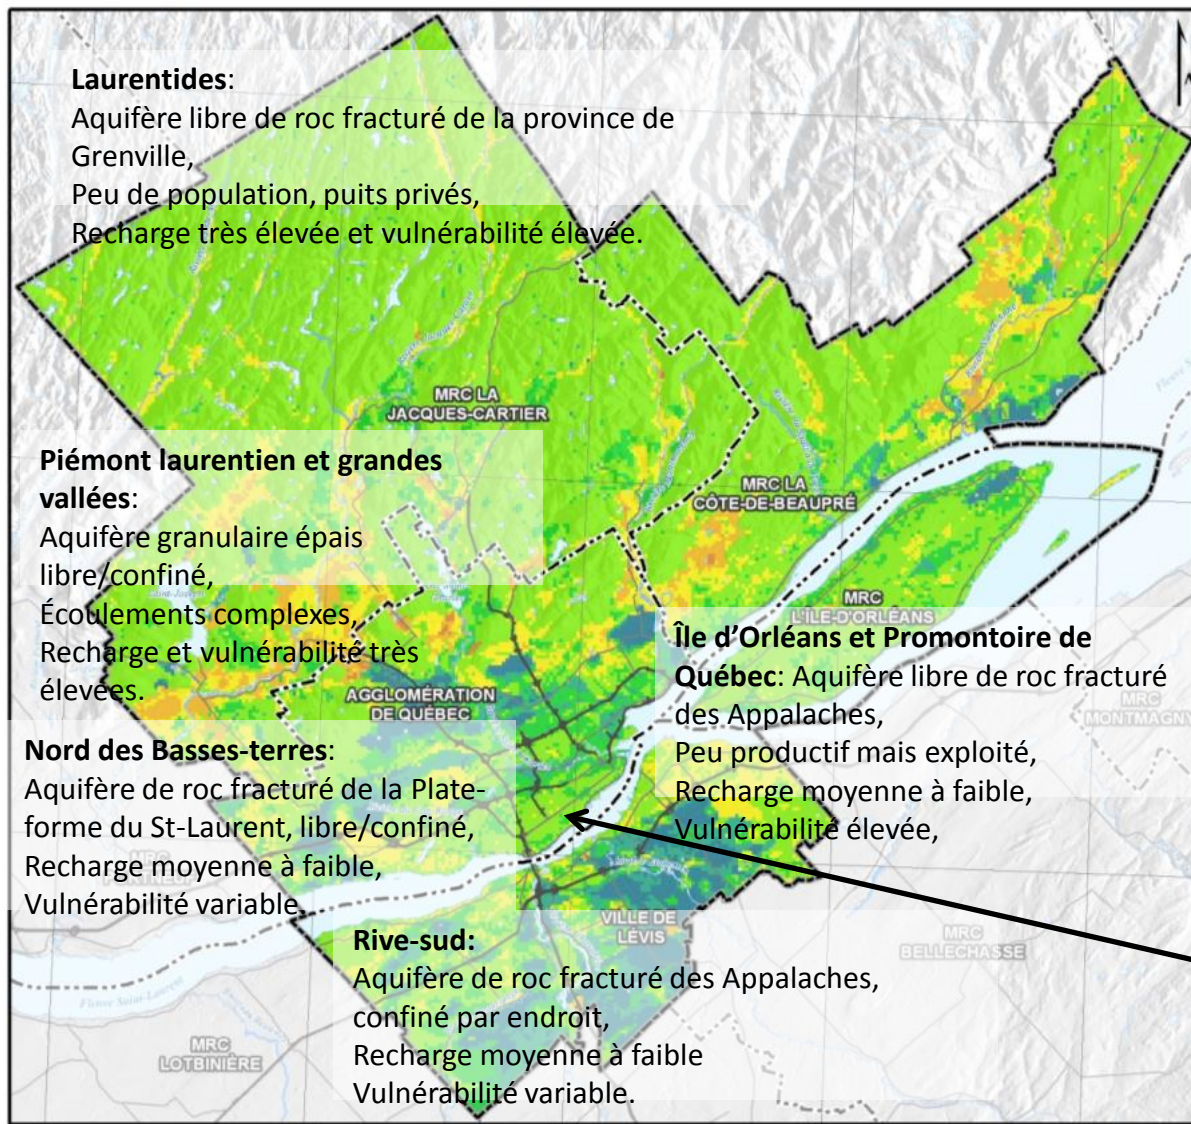 Laurentides:
Aquifère libre de roc fracturé de la province de
Grenville,
Peu de population, puits privés,
Recharge très élevée et vulnérabilité élevée.
MRC LA
JACQUES-CARTIER
Piémont laurentien et grandes
vallées:
Aquifère granulaire épais
libre/confiné,
Écoulements complexes,
Recharge et vulnérabilité très
élevées.
MRC LA
CÔTE-DE-BEAUPRÉ
MRC
L'ÎLE-D'ORLÉANS
Île d'Orléans et Promontoire de
Québec: Aquifère libre de roc fracturé
des Appalaches,
Peu productif mais exploité,
Recharge moyenne à faible,
Vulnérabilité élevée,
MRC
MONTMAGNY
AGGLOMÉRATION
DE QUÉBEC
Nord des Basses-terres:
Aquifère de roc fracturé de la Plate-
forme du St-Laurent, libre/confiné,
Recharge moyenne à faible,
Vulnérabilité variable.
MRC
PORTNEUF
VILLE DE
LÉVIS
MRC
BELLECHASSE
Rive-sud:
Aquifère de roc fracturé des Appalaches,
confiné par endroit,
Recharge moyenne à faible
Vulnérabilité variable.
Fleuve Saint-Laurent
MRC
LOTBINIÈRE